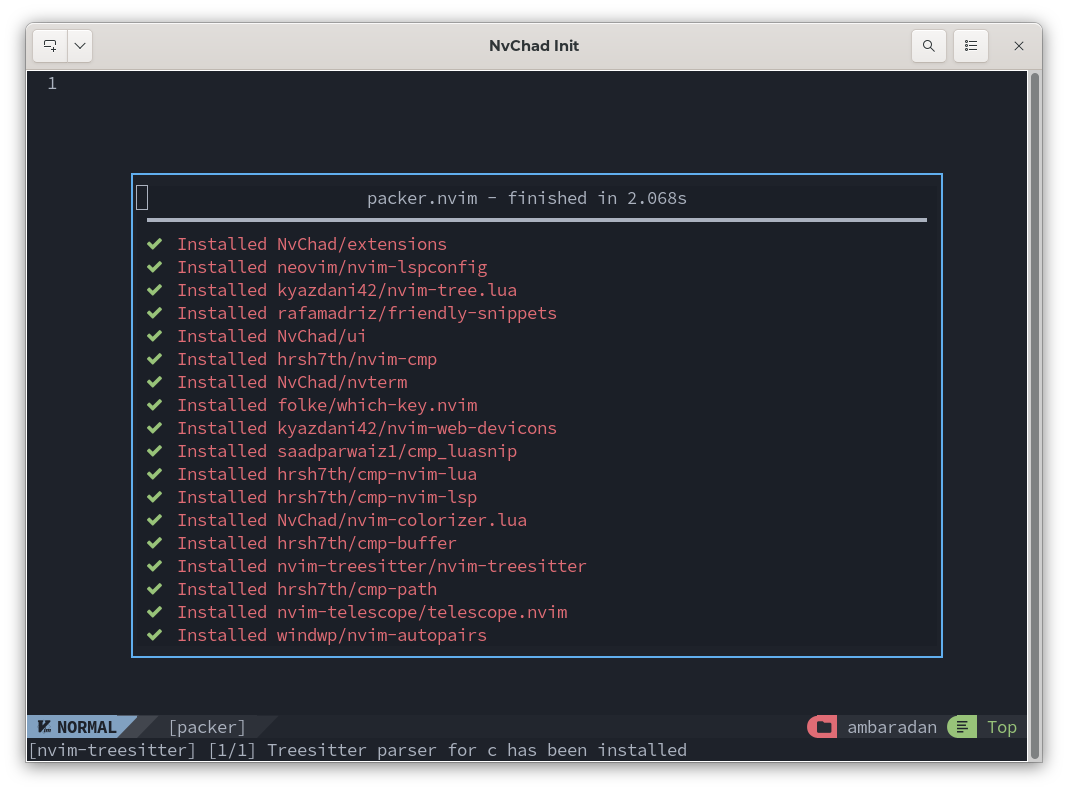 NvChad Init
1
packer.nvim - finished in 2.068s
✔ Installed NvChad/extensions
✔ Installed neovim/nvim-lspconfig
✔ Installed kyazdani42/nvim-tree.lua
✔ Installed rafamadriz/friendly-snippets
✔ Installed NvChad/ui
✔ Installed hrsh7th/nvim-cmp
✔ Installed NvChad/nvterm
✔ Installed folke/which-key.nvim
✔ Installed kyazdani42/nvim-web-devicons
✔ Installed saadparwaiz1/cmp_luasnip
✔ Installed hrsh7th/cmp-nvim-lua
✔ Installed hrsh7th/cmp-nvim-lsp
✔ Installed NvChad/nvim-colorizer.lua
✔ Installed hrsh7th/cmp-buffer
✔ Installed nvim-treesitter/nvim-treesitter
✔ Installed hrsh7th/cmp-path
✔ Installed nvim-telescope/telescope.nvim
✔ Installed windwp/nvim-autopairs
NORMAL [packer] ambaradan Top
[nvim-treesitter] [1/1] Treesitter parser for c has been installed